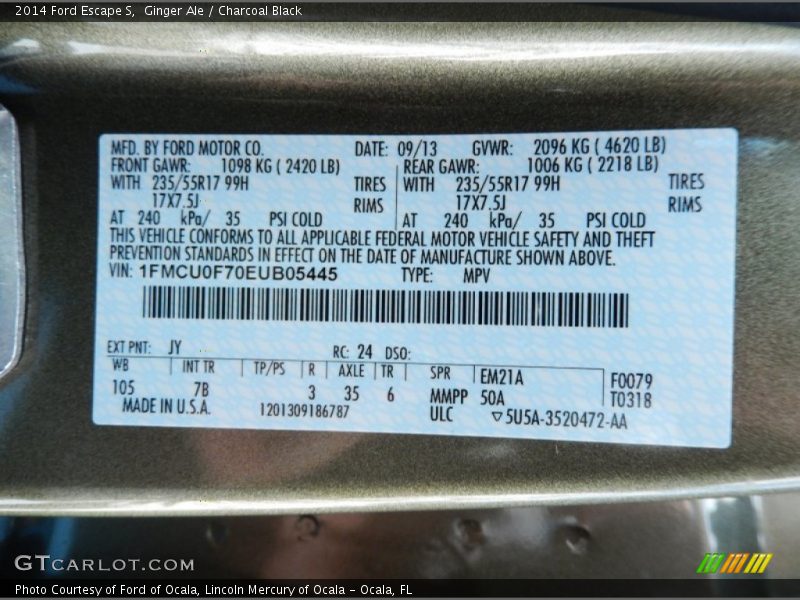 2014 Ford Escape S, Ginger Ale / Charcoal Black
MFD. BY FORD MOTOR CO. DATE: 09/13 GVWR: 2096 KG ( 4620 LB)
FRONT GAWR: 1098 KG ( 2420 LB) REAR GAWR: 1006 KG ( 2218 LB)
WITH 235/55R17 99H TIRES WITH 235/55R17 99H TIRES
17X7.5J RIMS 17X7.5J RIMS
AT 240 kPa/ 35 PSI COLD AT 240 kPa/ 35 PSI COLD
THIS VEHICLE CONFORMS TO ALL APPLICABLE FEDERAL MOTOR VEHICLE SAFETY AND THEFT
PREVENTION STANDARDS IN EFFECT ON THE DATE OF MANUFACTURE SHOWN ABOVE.
VIN: 1FMCU0F70EUB05445 TYPE: MPV
EXT PNT: JY RC: 24 DSO:
WB INT TR TP/PS R AXLE TR SPR EM21A F0079
105 7B 3 35 6 MMPP 50A T0318
MADE IN U.S.A. 1201309186787 ULC ▽5U5A-3520472-AA
GTCARLOT.COM
Photo Courtesy of Ford of Ocala, Lincoln Mercury of Ocala – Ocala, FL